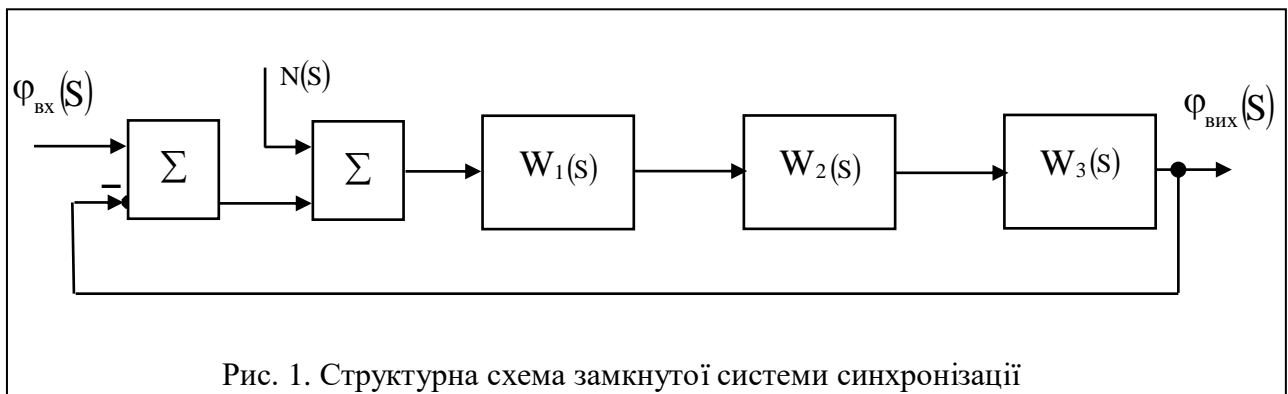 φвх(S)
N(S)
φвих(S)
Σ
Σ
W1(s)
W2(s)
W3(s)
−
Рис. 1. Структурна схема замкнутої системи синхронізації